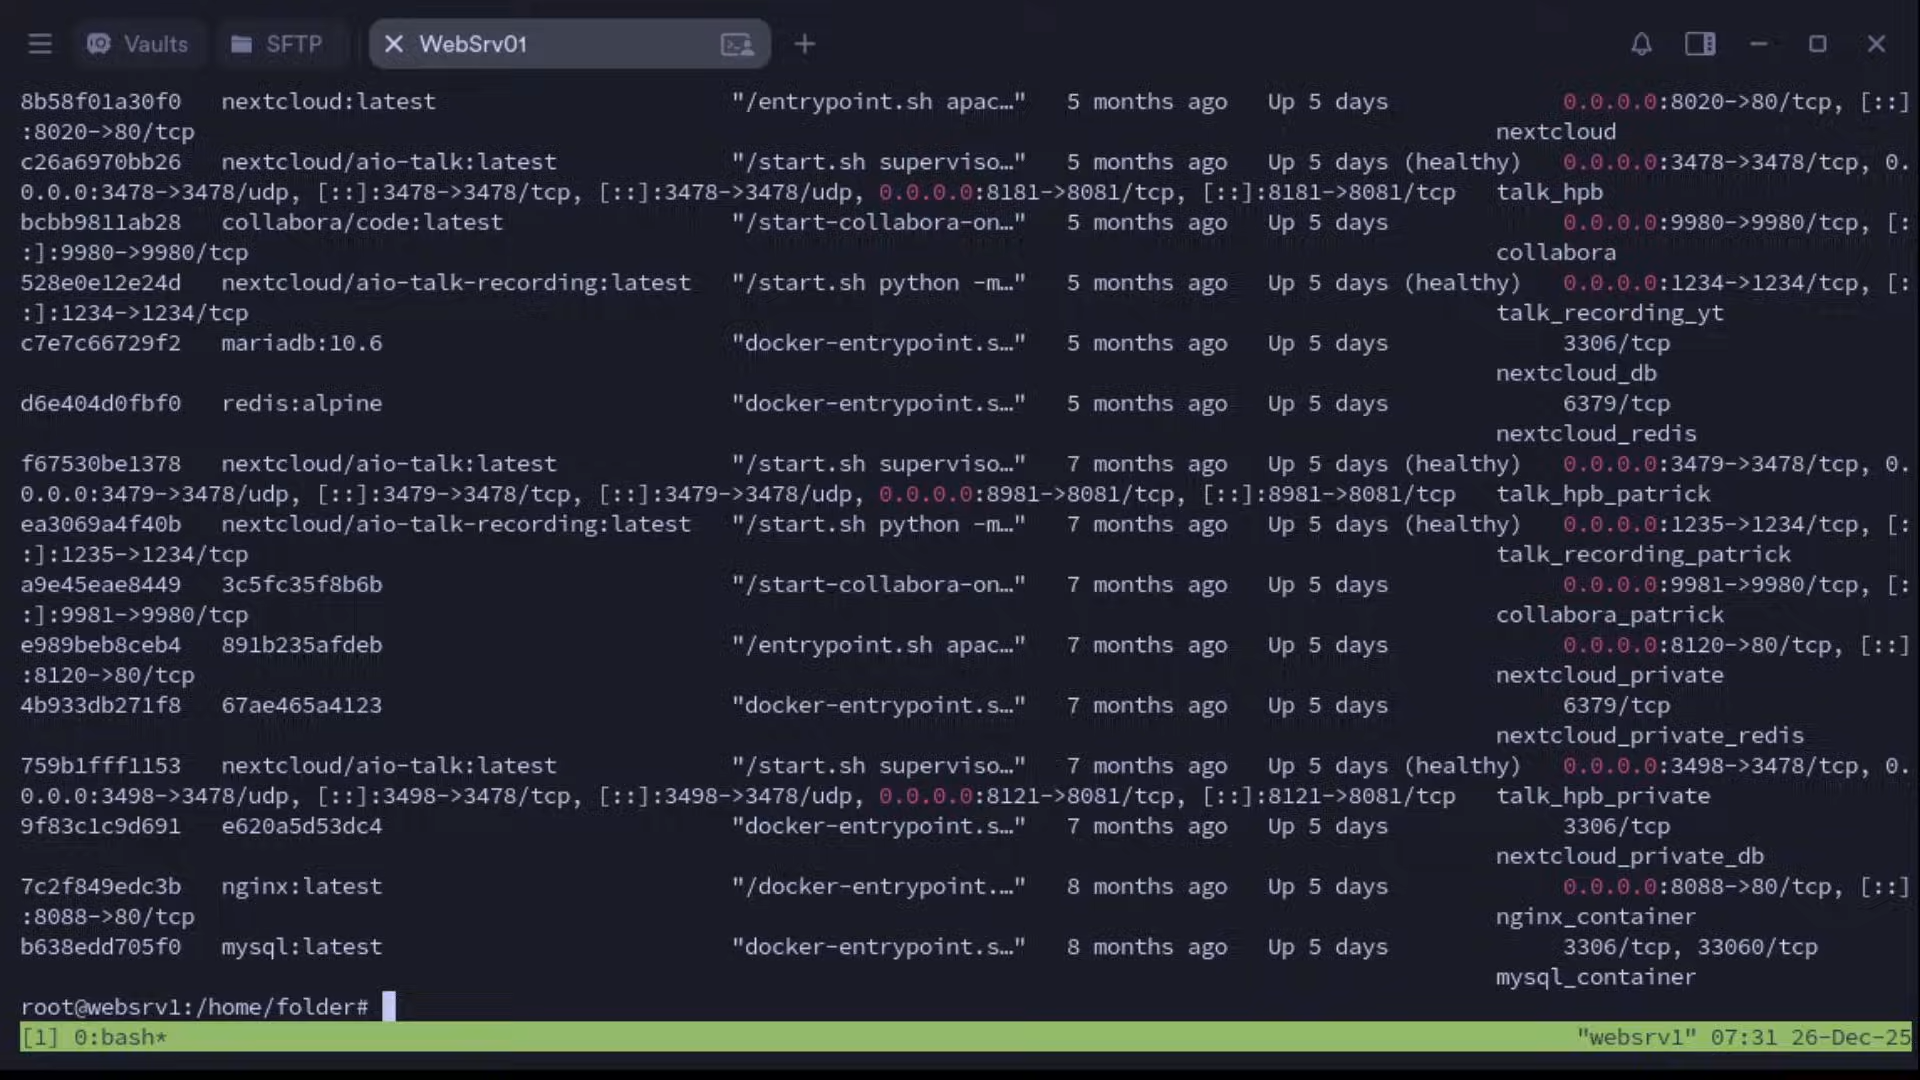 Vaults SFTP WebSrv01
8b58f01a30f0 nextcloud:latest "/entrypoint.sh apac…" 5 months ago Up 5 days 0.0.0.0:8020->80/tcp, [::]
:8020->80/tcp nextcloud
c26a6970bb26 nextcloud/aio-talk:latest "/start.sh superviso…" 5 months ago Up 5 days (healthy) 0.0.0.0:3478->3478/tcp, 0.
0.0.0:3478->3478/udp, [::]:3478->3478/tcp, [::]:3478->3478/udp, 0.0.0.0:8181->8081/tcp, [::]:8181->8081/tcp talk_hpb
bcbb9811ab28 collabora/code:latest "/start-collabora-on…" 5 months ago Up 5 days 0.0.0.0:9980->9980/tcp, [:
:]:9980->9980/tcp collabora
528e0e12e24d nextcloud/aio-talk-recording:latest "/start.sh python -m…" 5 months ago Up 5 days (healthy) 0.0.0.0:1234->1234/tcp, [:
:]:1234->1234/tcp talk_recording_yt
c7e7c66729f2 mariadb:10.6 "docker-entrypoint.s…" 5 months ago Up 5 days 3306/tcp
nextcloud_db
d6e404d0fbf0 redis:alpine "docker-entrypoint.s…" 5 months ago Up 5 days 6379/tcp
nextcloud_redis
f67530be1378 nextcloud/aio-talk:latest "/start.sh superviso…" 7 months ago Up 5 days (healthy) 0.0.0.0:3479->3478/tcp, 0.
0.0.0:3479->3478/udp, [::]:3479->3478/tcp, [::]:3479->3478/udp, 0.0.0.0:8981->8081/tcp, [::]:8981->8081/tcp talk_hpb_patrick
ea3069a4f40b nextcloud/aio-talk-recording:latest "/start.sh python -m…" 7 months ago Up 5 days (healthy) 0.0.0.0:1235->1234/tcp, [:
:]:1235->1234/tcp talk_recording_patrick
a9e45eae8449 3c5fc35f8b6b "/start-collabora-on…" 7 months ago Up 5 days 0.0.0.0:9981->9980/tcp, [:
:]:9981->9980/tcp collabora_patrick
e989beb8ceb4 891b235afdeb "/entrypoint.sh apac…" 7 months ago Up 5 days 0.0.0.0:8120->80/tcp, [::]
:8120->80/tcp nextcloud_private
4b933db271f8 67ae465a4123 "docker-entrypoint.s…" 7 months ago Up 5 days 6379/tcp
nextcloud_private_redis
759b1fff1153 nextcloud/aio-talk:latest "/start.sh superviso…" 7 months ago Up 5 days (healthy) 0.0.0.0:3498->3478/tcp, 0.
0.0.0:3498->3478/udp, [::]:3498->3478/tcp, [::]:3498->3478/udp, 0.0.0.0:8121->8081/tcp, [::]:8121->8081/tcp talk_hpb_private
9f83c1c9d691 e620a5d53dc4 "docker-entrypoint.s…" 7 months ago Up 5 days 3306/tcp
nextcloud_private_db
7c2f849edc3b nginx:latest "/docker-entrypoint.…" 8 months ago Up 5 days 0.0.0.0:8088->80/tcp, [::]
:8088->80/tcp nginx_container
b638edd705f0 mysql:latest "docker-entrypoint.s…" 8 months ago Up 5 days 3306/tcp, 33060/tcp
mysql_container
root@websrv1:/home/folder#
[1] 0:bash* "websrv1" 07:31 26-Dec-25